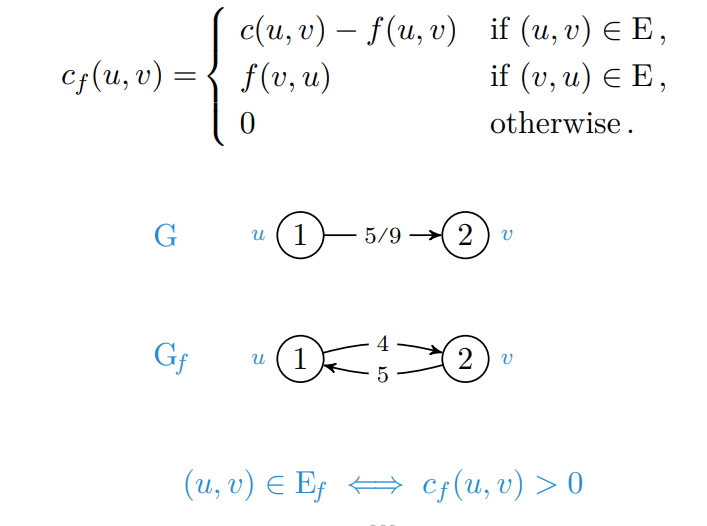 c_f(u, v) = { c(u, v) − f(u, v) if (u, v) ∈ E ,
f(v, u) if (v, u) ∈ E ,
0 otherwise .
G u 1 5/9 2 v
4
G_f u 1 2 v
5
(u, v) ∈ E_f ⟺ c_f(u, v) > 0